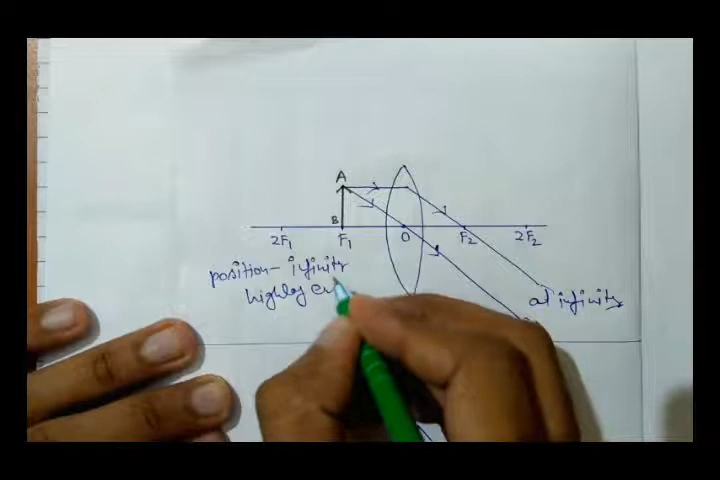 A
B
2F₁ F₁ O F₂ 2F₂
position- infinity
highly
at infinity